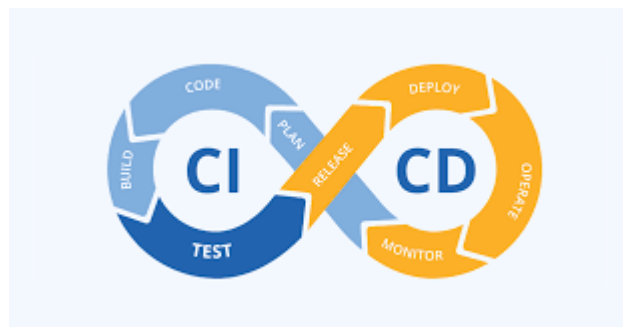 CODE
DEPLOY
PLAN
BUILD
CI
RELEASE
CD
OPERATE
TEST
MONITOR